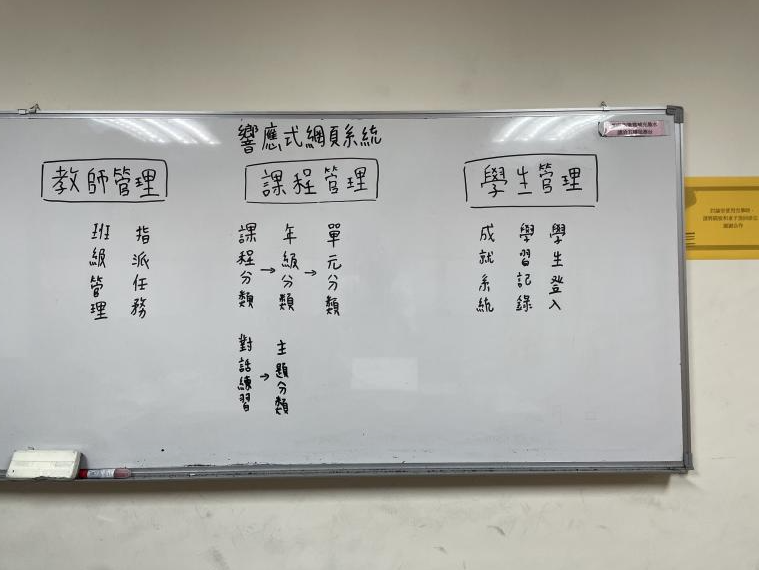 響應式網頁系統
教師管理
指派任務
班級管理
課程管理
課程分類→年級分類→單元分類
對話練習→主題分類
學生管理
學生登入
學習記錄
成就系統